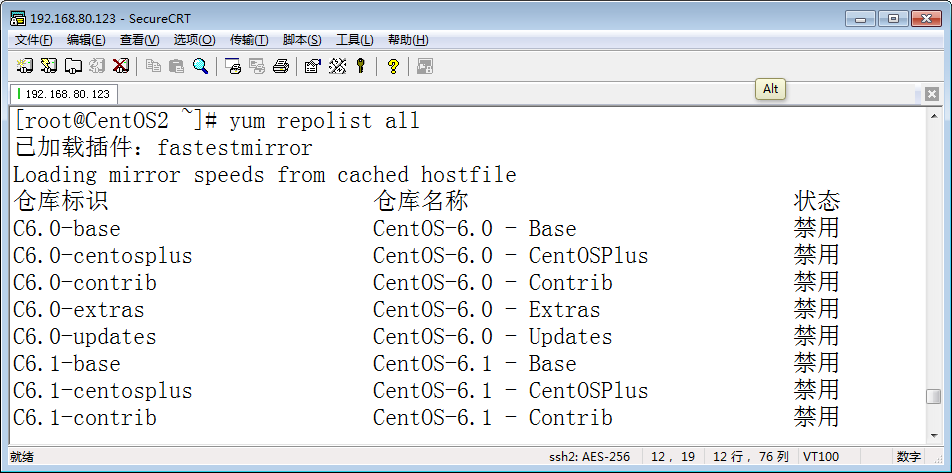 192.168.80.123 - SecureCRT
文件(F) 编辑(E) 查看(V) 选项(O) 传输(T) 脚本(S) 工具(L) 帮助(H)
Alt
192.168.80.123
[root@CentOS2 ~]# yum repolist all
已加载插件：fastestmirror
Loading mirror speeds from cached hostfile
仓库标识 仓库名称 状态
C6.0-base CentOS-6.0 - Base 禁用
C6.0-centosplus CentOS-6.0 - CentOSPlus 禁用
C6.0-contrib CentOS-6.0 - Contrib 禁用
C6.0-extras CentOS-6.0 - Extras 禁用
C6.0-updates CentOS-6.0 - Updates 禁用
C6.1-base CentOS-6.1 - Base 禁用
C6.1-centosplus CentOS-6.1 - CentOSPlus 禁用
C6.1-contrib CentOS-6.1 - Contrib 禁用
就绪 ssh2: AES-256 12, 19 12 行, 76 列 VT100 数字